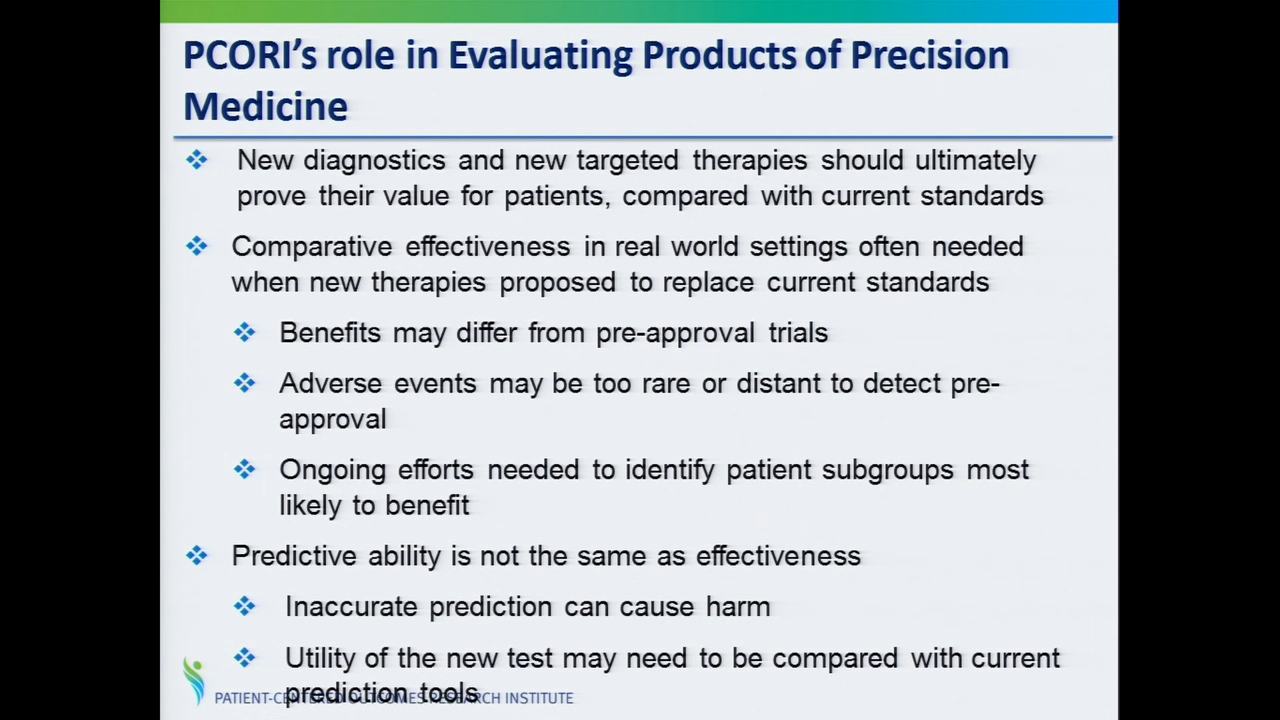 PCORI's role in Evaluating Products of Precision
Medicine
New diagnostics and new targeted therapies should ultimately
prove their value for patients, compared with current standards
Comparative effectiveness in real world settings often needed
when new therapies proposed to replace current standards
Benefits may differ from pre-approval trials
Adverse events may be too rare or distant to detect pre-
approval
Ongoing efforts needed to identify patient subgroups most
likely to benefit
Predictive ability is not the same as effectiveness
Inaccurate prediction can cause harm
Utility of the new test may need to be compared with current
prediction tools
PATIENT-CENTERED OUTCOMES RESEARCH INSTITUTE